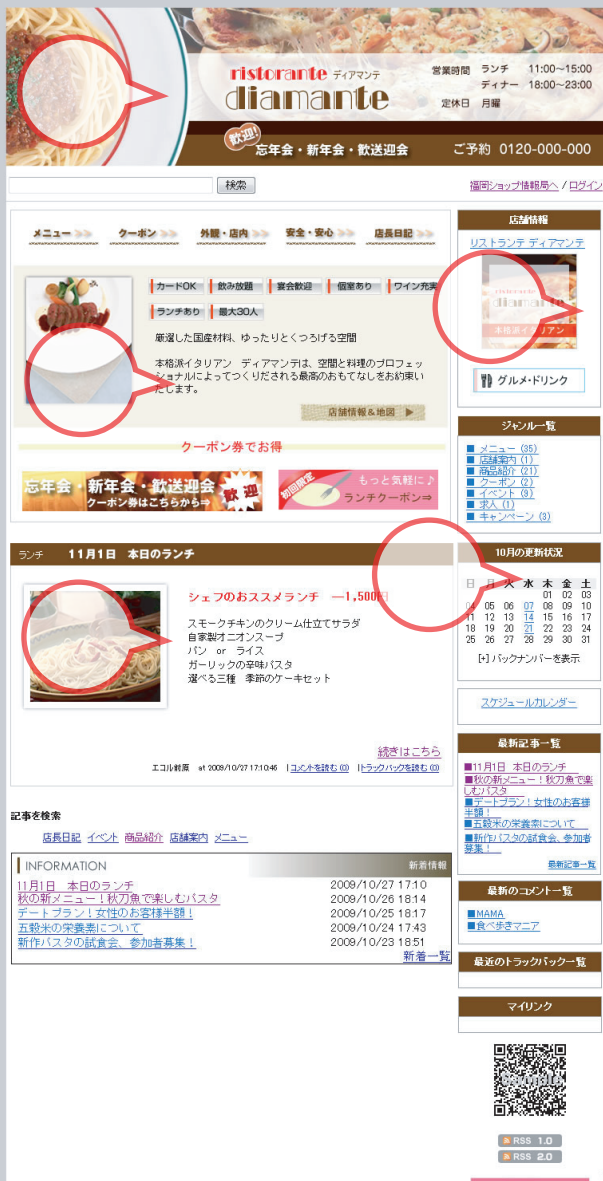 ristorante ディアマンテ
diamante
営業時間 ランチ 11:00～15:00
ディナー 18:00～23:00
定休日 月曜
歓迎! 忘年会・新年会・歓送迎会
ご予約 0120-000-000
検索
福岡ショップ情報局へ / ログイン
メニュー >> クーポン >> 外観・店内 >> 安全・安心 >> 店長日記 >>
カードOK 飲み放題 宴会歓迎 個室あり ワイン充実
ランチあり 最大30人
厳選した国産材料、ゆったりとくつろげる空間
本格派イタリアン ディアマンテは、空間と料理のプロフェッ
ショナルによってつくりだされる最高のおもてなしをお約束い
たします。
店舗情報&地図 ▶
クーポン券でお得
忘年会・新年会・歓送迎会
クーポン券はこちらから⇒
歓迎
初回限定
もっと気軽に♪
ランチクーポン⇒
ランチ 11月1日 本日のランチ
シェフのおススメランチ ―1,500円
スモークチキンのクリーム仕立てサラダ
自家製オニオンスープ
パン or ライス
ガーリックの辛味パスタ
選べる三種 季節のケーキセット
続きはこちら
エコル前原 at 2009/10/27 17:10:46 | コメントを読む (0) | トラックバックを読む (0)
記事を検索
店長日記 イベント 商品紹介 店舗案内 メニュー
INFORMATION 新着情報
11月1日 本日のランチ 2009/10/27 17:10
秋の新メニュー！秋刀魚で楽しむパスタ 2009/10/26 18:14
デートプラン！女性のお客様半額！ 2009/10/25 18:17
五穀米の栄養素について 2009/10/24 17:43
新作パスタの試食会、参加者募集！ 2009/10/23 18:51
新着一覧
店舗情報
リストランテ ディアマンテ
ristorante
diamante
本格派イタリアン
グルメ・ドリンク
ジャンル一覧
■ メニュー (35)
■ 店舗案内 (1)
■ 商品紹介 (21)
■ クーポン (2)
■ イベント (9)
■ 求人 (1)
■ キャンペーン (3)
10月の更新状況
日 月 火 水 木 金 土
01 02 03
04 05 06 07 08 09 10
11 12 13 14 15 16 17
18 19 20 21 22 23 24
25 26 27 28 29 30 31
[+] バックナンバーを表示
スケジュールカレンダー
最新記事一覧
■11月1日 本日のランチ
■秋の新メニュー！秋刀魚で楽
しむパスタ
■デートプラン！女性のお客様
半額！
■五穀米の栄養素について
■新作パスタの試食会、参加者
募集！
最新記事一覧
最新のコメント一覧
■MAMA
■食べ歩きマニア
最近のトラックバック一覧
マイリンク
Sample
RSS 1.0
RSS 2.0